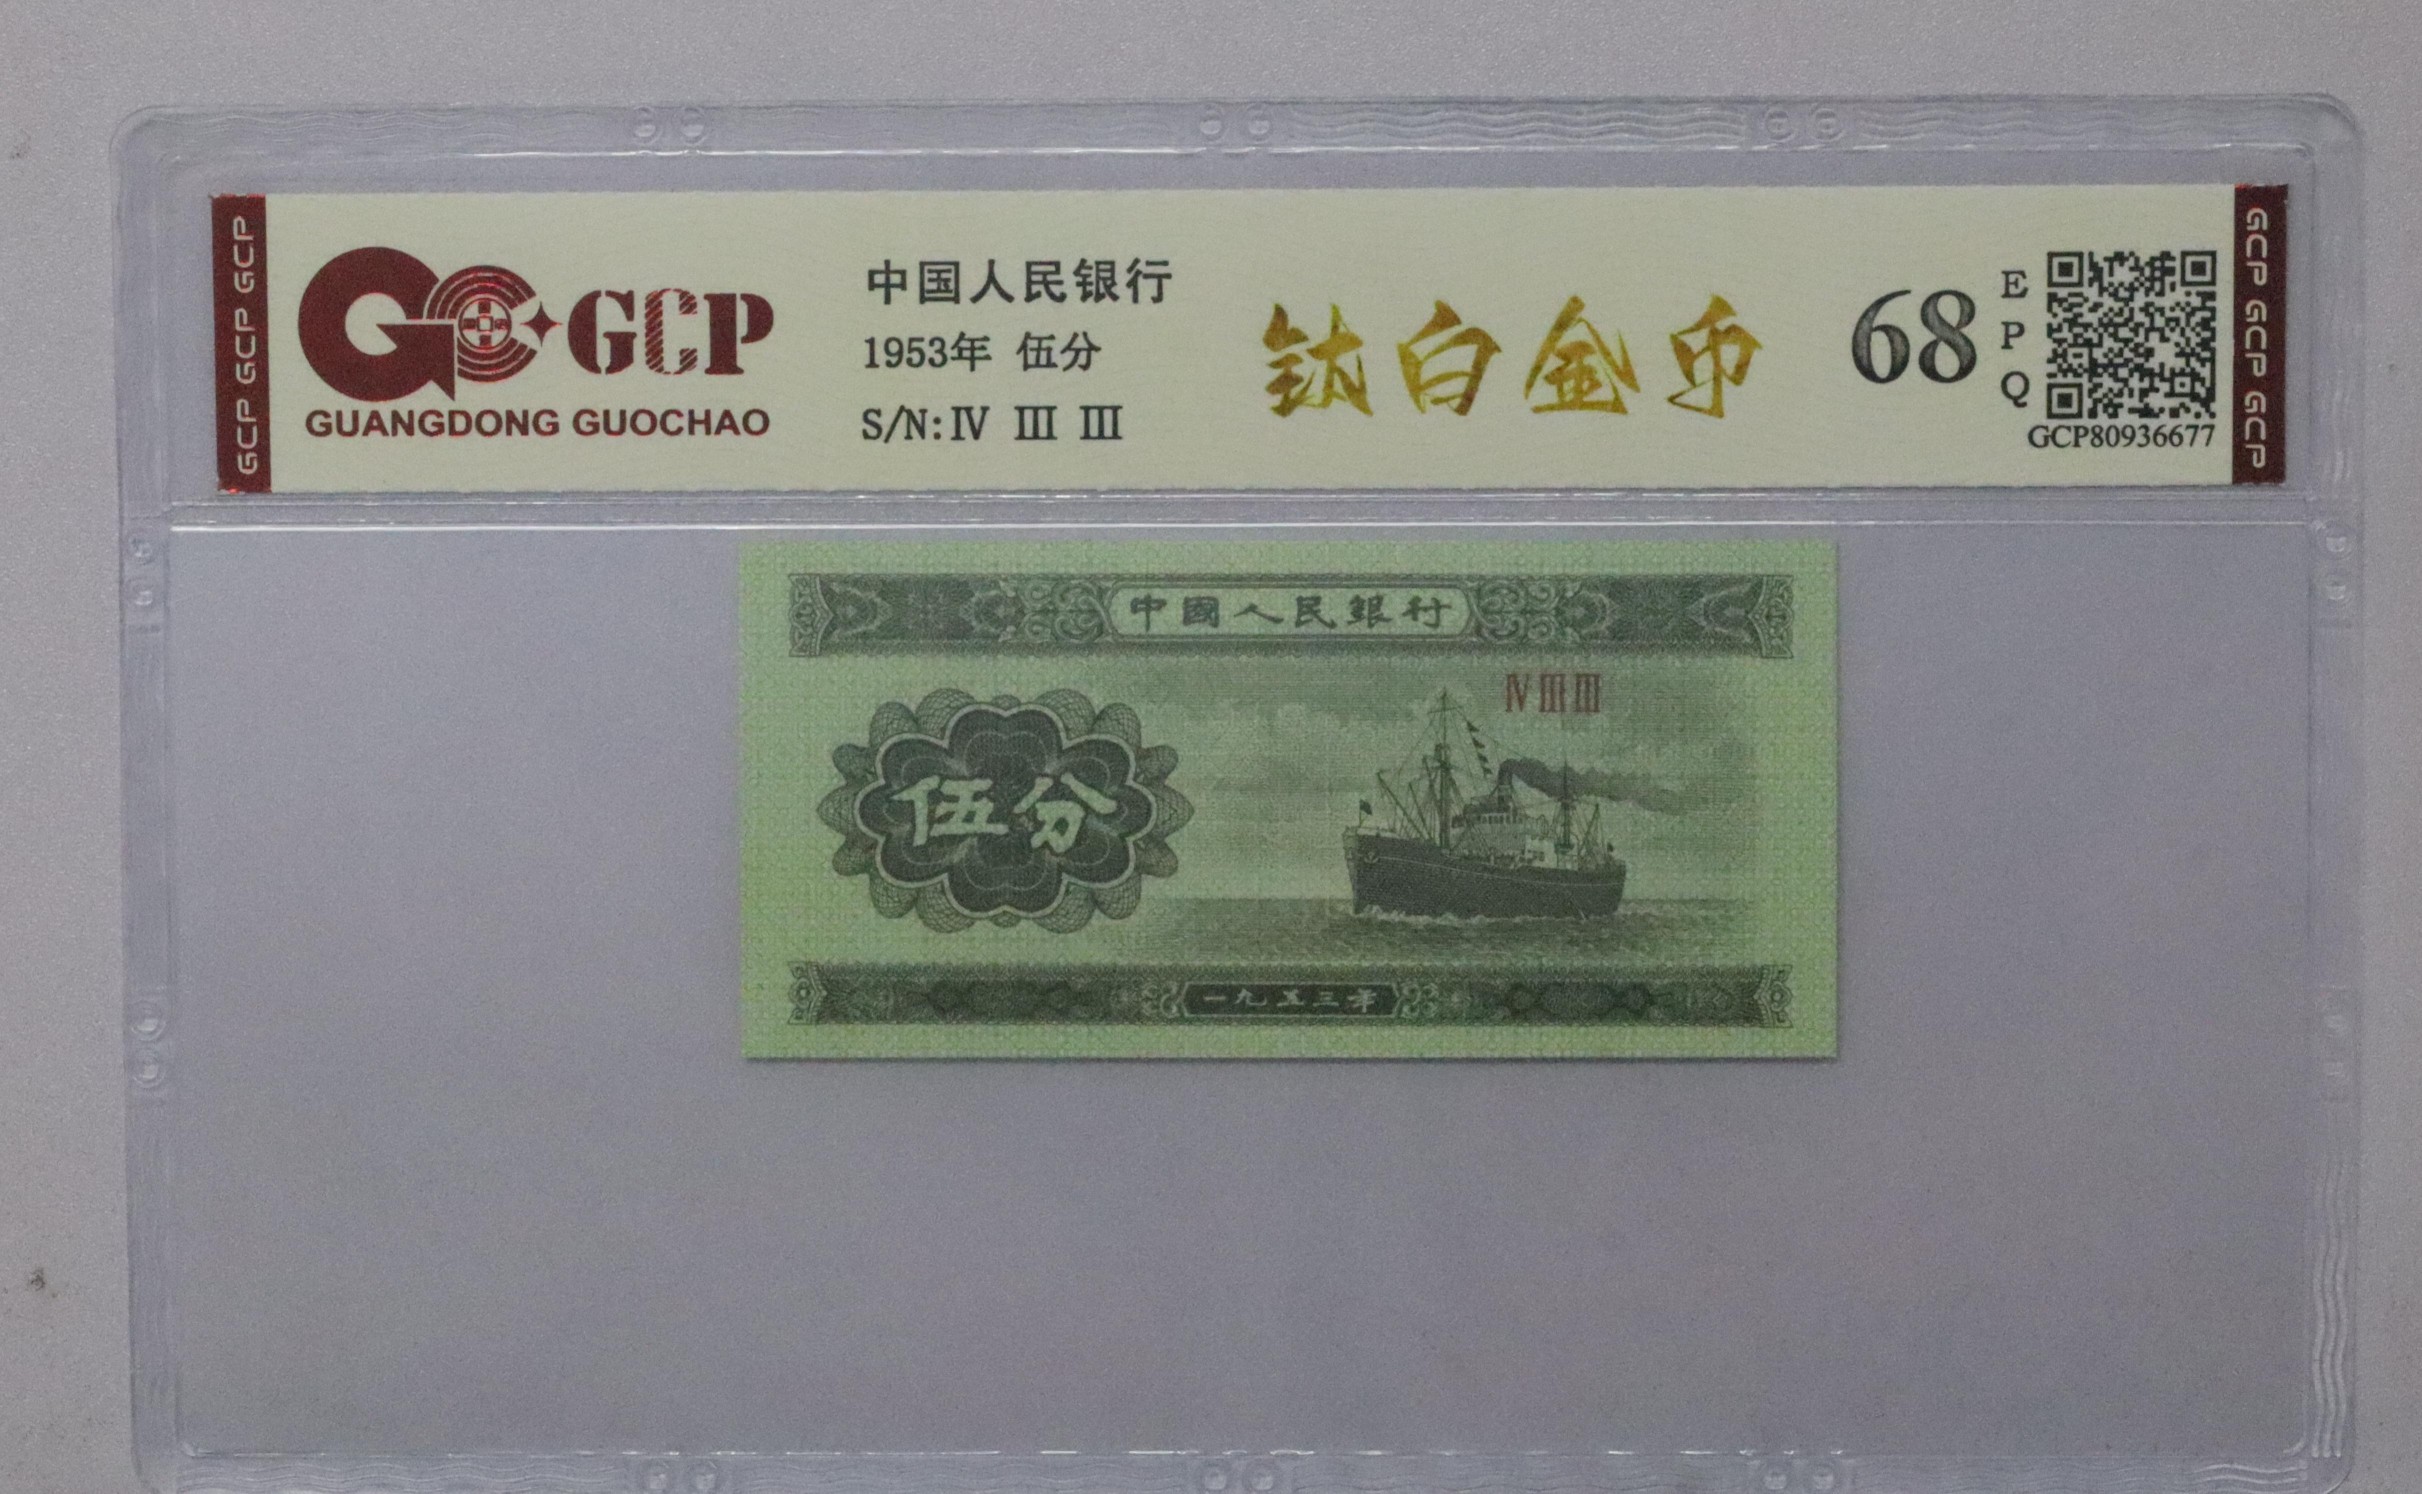 GCP GCP GCP
GCP
GUANGDONG GUOCHAO
中国人民银行
1953年 伍分
S/N:Ⅳ Ⅲ Ⅲ
钛白金币
68
E
P
Q
GCP80936677
GCP GCP GCP
中國人民銀行
Ⅳ Ⅲ Ⅲ
伍分
一九五三年